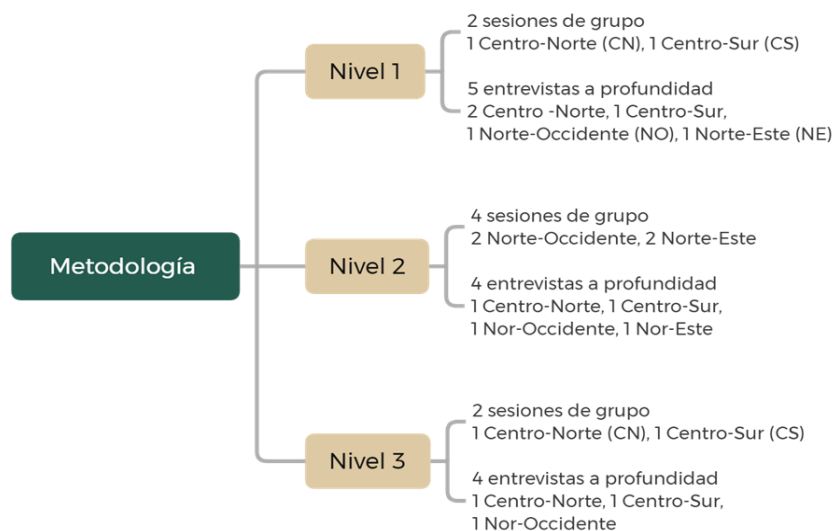 2 sesiones de grupo
1 Centro-Norte (CN), 1 Centro-Sur (CS)
Nivel 1
5 entrevistas a profundidad
2 Centro -Norte, 1 Centro-Sur,
1 Norte-Occidente (NO), 1 Norte-Este (NE)
Metodología
4 sesiones de grupo
2 Norte-Occidente, 2 Norte-Este
Nivel 2
4 entrevistas a profundidad
1 Centro-Norte, 1 Centro-Sur,
1 Nor-Occidente, 1 Nor-Este
2 sesiones de grupo
1 Centro-Norte (CN), 1 Centro-Sur (CS)
Nivel 3
4 entrevistas a profundidad
1 Centro-Norte, 1 Centro-Sur,
1 Nor-Occidente